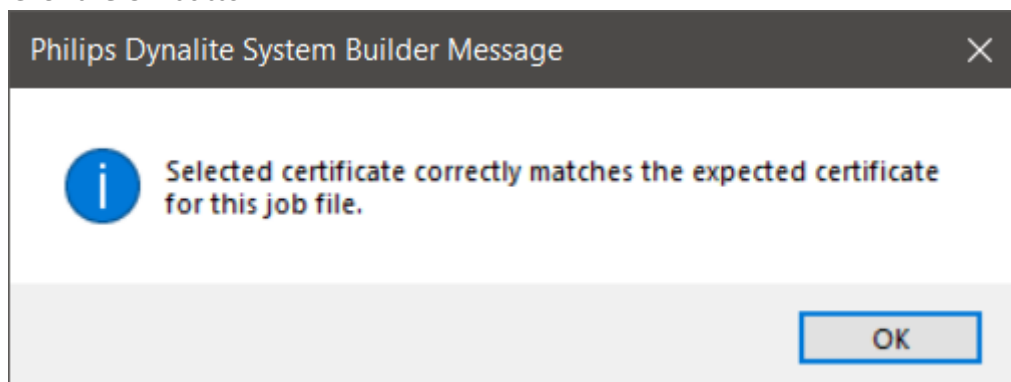 Philips Dynalite System Builder Message
Selected certificate correctly matches the expected certificate
for this job file.
OK